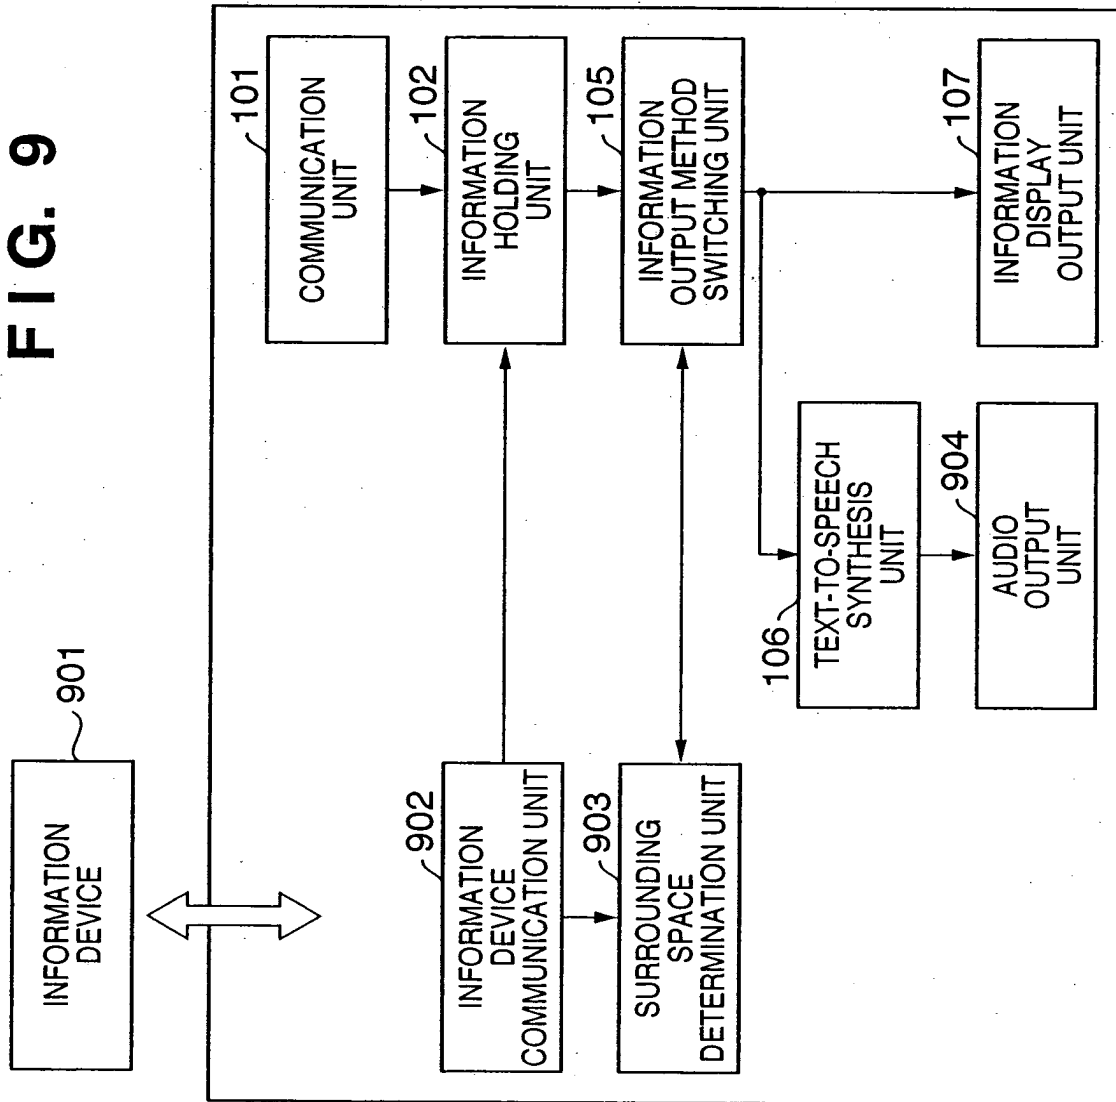 FIG. 9
INFORMATION
DEVICE
901
101
COMMUNICATION
UNIT
902
INFORMATION
DEVICE
COMMUNICATION UNIT
102
INFORMATION
HOLDING
UNIT
903
SURROUNDING
SPACE
DETERMINATION UNIT
105
INFORMATION
OUTPUT METHOD
SWITCHING UNIT
106
TEXT-TO-SPEECH
SYNTHESIS
UNIT
904
AUDIO
OUTPUT
UNIT
107
INFORMATION
DISPLAY
OUTPUT UNIT